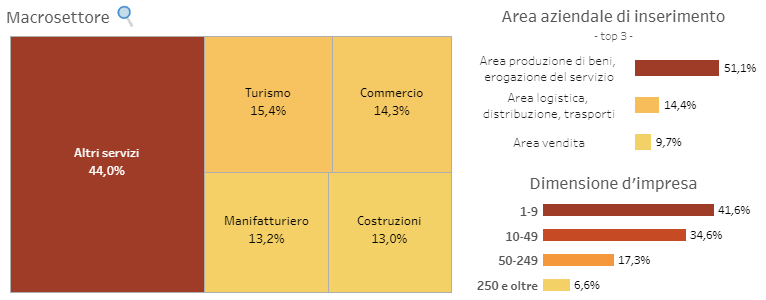 Macrosettore
Altri servizi
44,0%
Turismo
15,4%
Commercio
14,3%
Manifatturiero
13,2%
Costruzioni
13,0%
Area aziendale di inserimento
- top 3 -
Area produzione di beni,
erogazione del servizio
51,1%
Area logistica,
distribuzione, trasporti
14,4%
Area vendita
9,7%
Dimensione d’impresa
1-9
41,6%
10-49
34,6%
50-249
17,3%
250 e oltre
6,6%